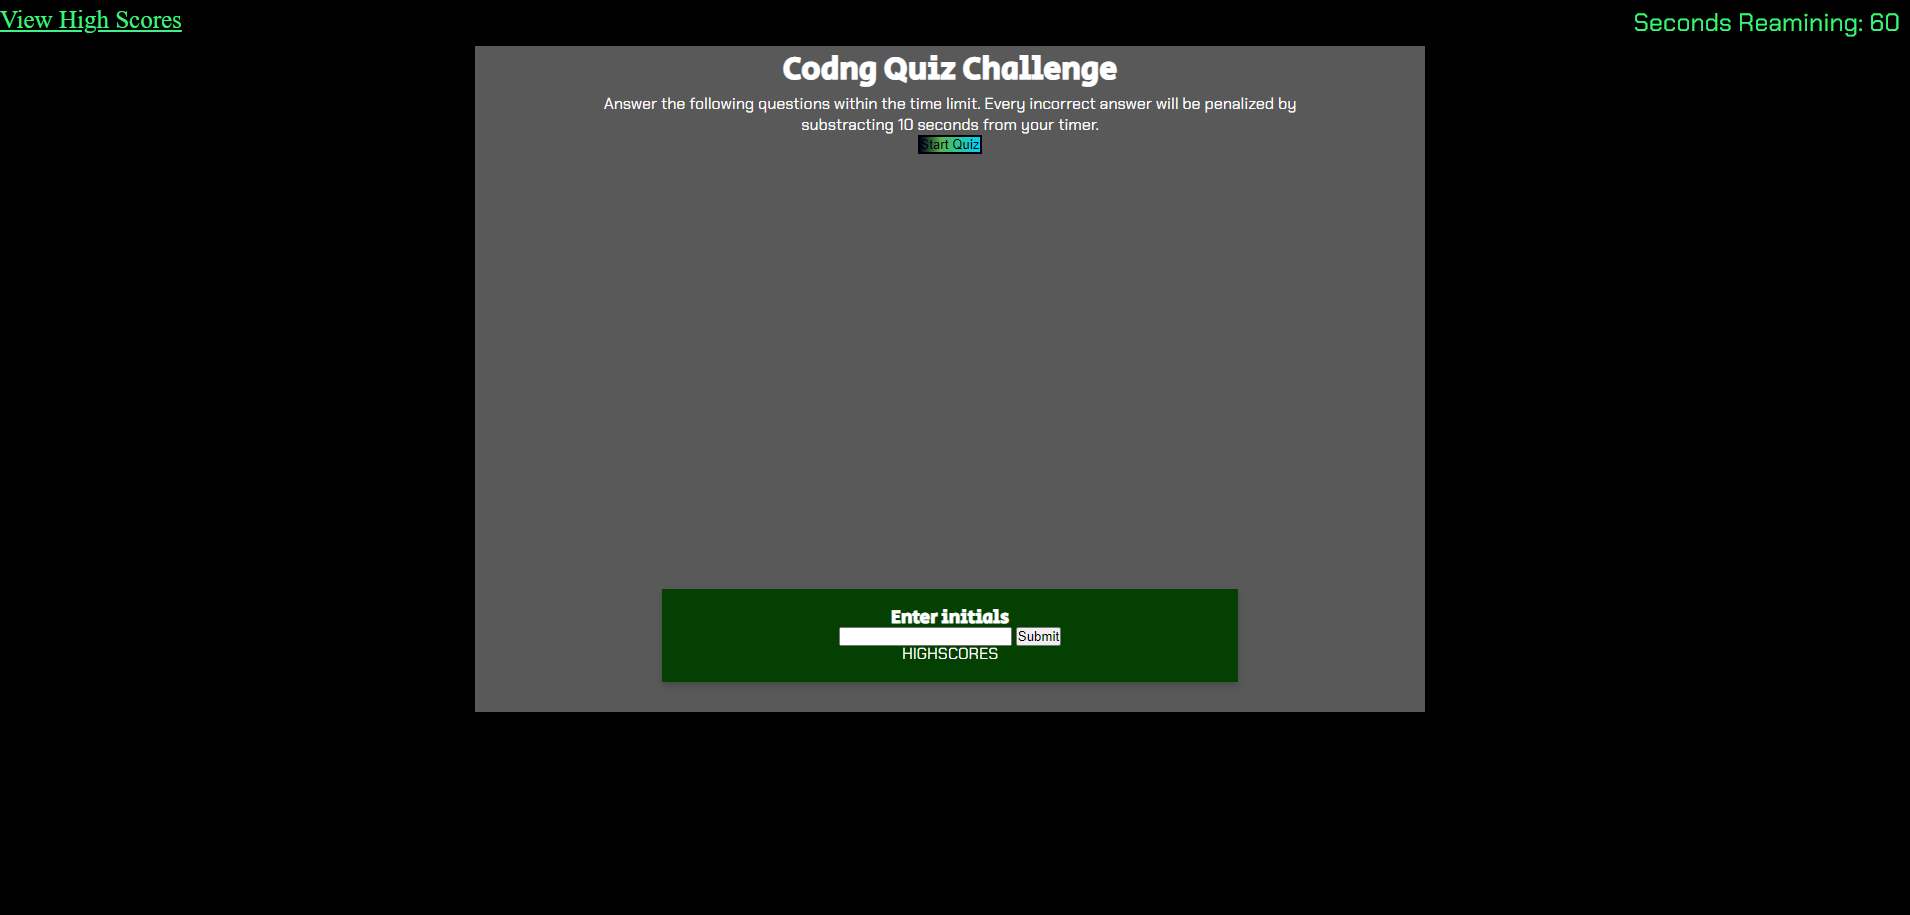 View High Scores
Seconds Reamining: 60
Codng Quiz Challenge
Answer the following questions within the time limit. Every incorrect answer will be penalized by
substracting 10 seconds from your timer.
Start Quiz
Enter initials
Submit
HIGHSCORES